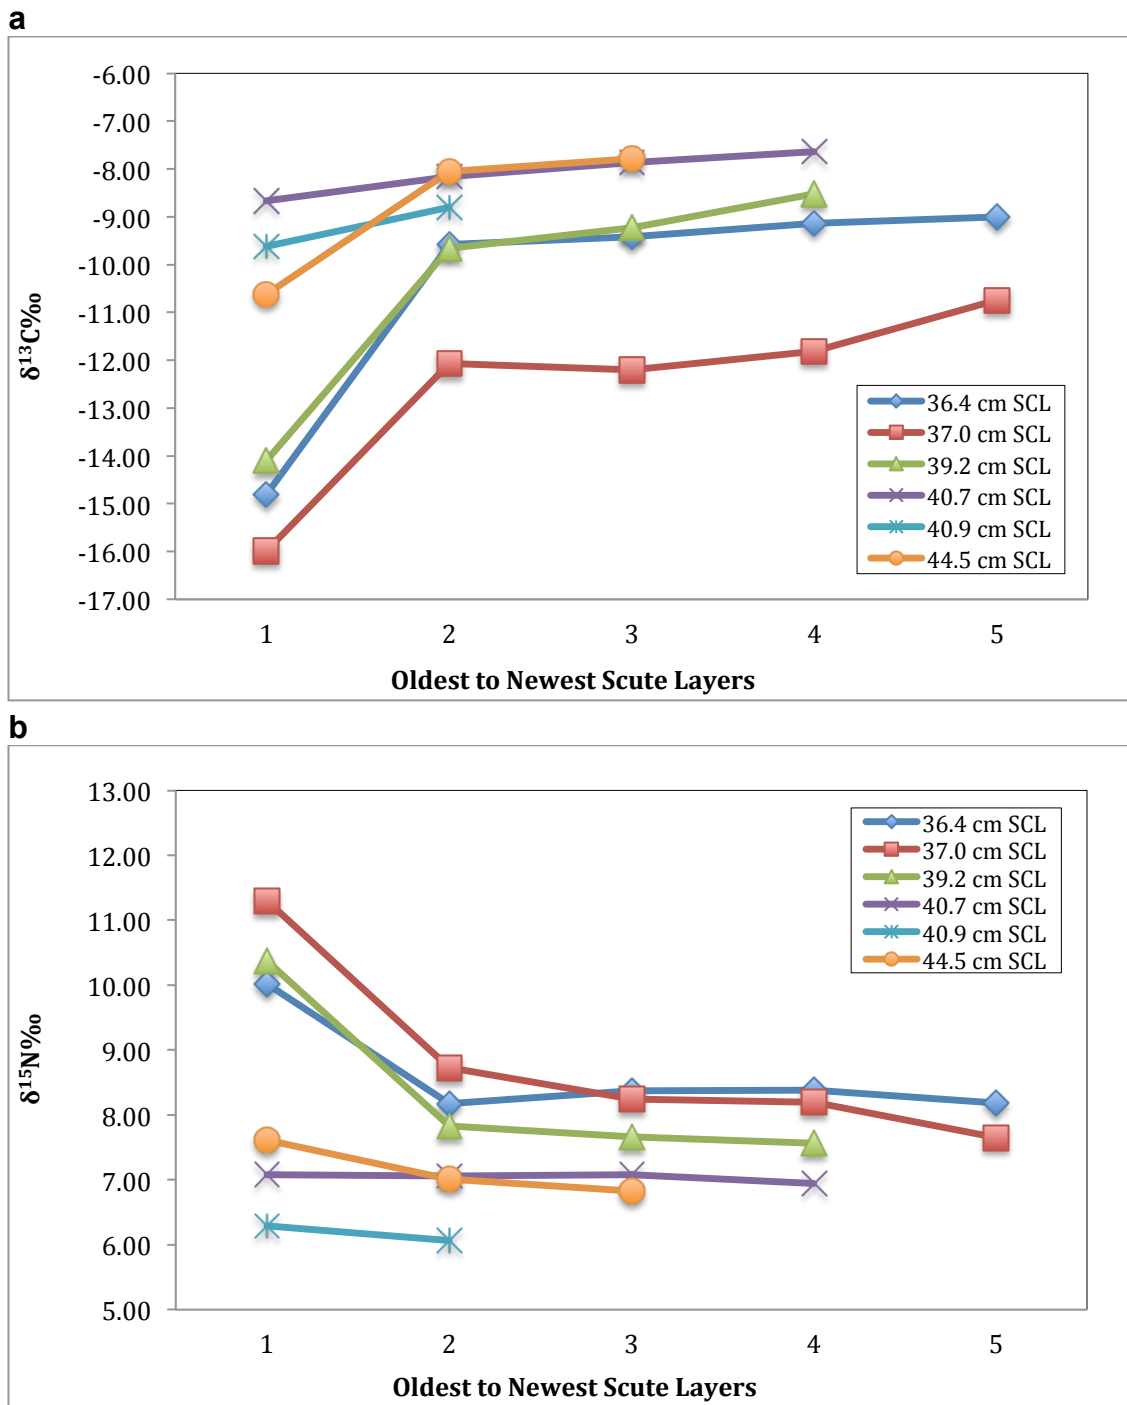 a
-6.00
-7.00
-8.00
-9.00
-10.00
-11.00
-12.00
-13.00
-14.00
-15.00
-16.00
-17.00
δ¹³C‰
36.4 cm SCL
37.0 cm SCL
39.2 cm SCL
40.7 cm SCL
40.9 cm SCL
44.5 cm SCL
1 2 3 4 5
Oldest to Newest Scute Layers
b
13.00
12.00
11.00
10.00
9.00
8.00
7.00
6.00
5.00
δ¹⁵N‰
36.4 cm SCL
37.0 cm SCL
39.2 cm SCL
40.7 cm SCL
40.9 cm SCL
44.5 cm SCL
1 2 3 4 5
Oldest to Newest Scute Layers